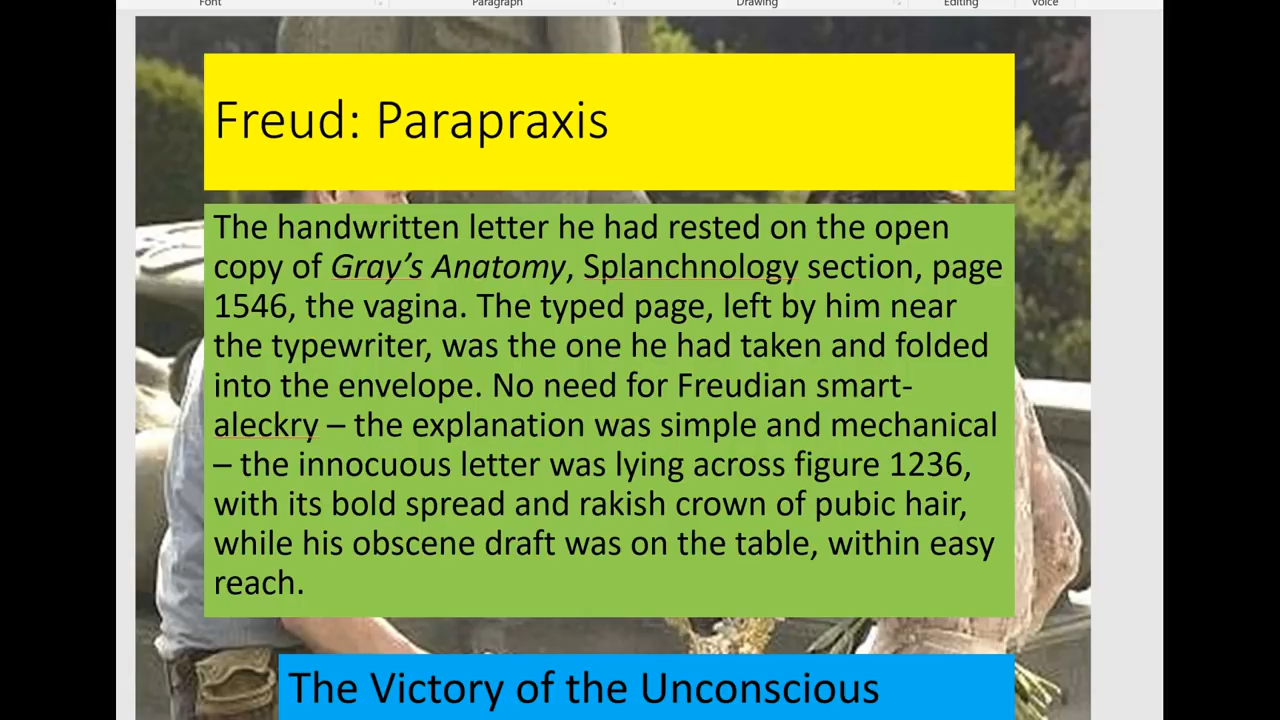 Font Paragraph Drawing Editing Voice
Freud: Parapraxis
The handwritten letter he had rested on the open
copy of Gray's Anatomy, Splanchnology section, page
1546, the vagina. The typed page, left by him near
the typewriter, was the one he had taken and folded
into the envelope. No need for Freudian smart-
aleckry – the explanation was simple and mechanical
– the innocuous letter was lying across figure 1236,
with its bold spread and rakish crown of pubic hair,
while his obscene draft was on the table, within easy
reach.
The Victory of the Unconscious